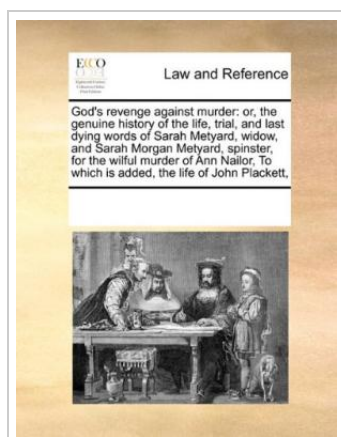 ECCO
Law and Reference
God's revenge against murder: or, the
genuine history of the life, trial, and last
dying words of Sarah Metyard, widow,
and Sarah Morgan Metyard, spinster,
for the wilful murder of Ann Nailor, To
which is added, the life of John Plackett,